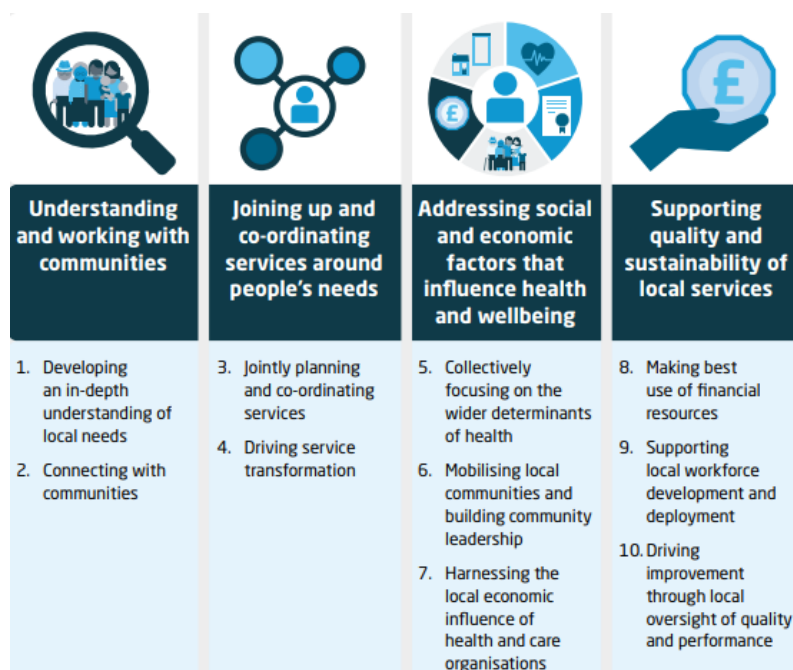 £
£
Understanding
and working with
communities
Joining up and
co-ordinating
services around
people's needs
Addressing social
and economic
factors that
influence health
and wellbeing
Supporting
quality and
sustainability of
local services
1. Developing
an in-depth
understanding of
local needs
2. Connecting with
communities
3. Jointly planning
and co-ordinating
services
4. Driving service
transformation
5. Collectively
focusing on the
wider determinants
of health
6. Mobilising local
communities and
building community
leadership
7. Harnessing the
local economic
influence of
health and care
organisations
8. Making best
use of financial
resources
9. Supporting
local workforce
development and
deployment
10. Driving
improvement
through local
oversight of quality
and performance